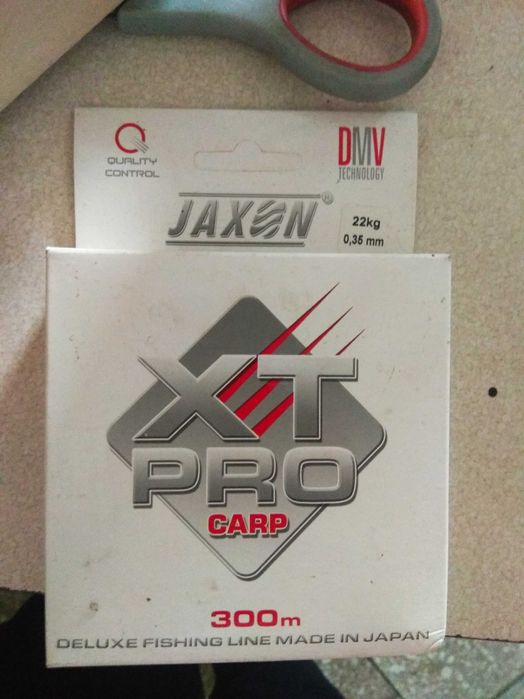 QUALITY
CONTROL
DMV
TECHNOLOGY
JAXON®
22kg
0,35 mm
XT
PRO
CARP
300m
DELUXE FISHING LINE MADE IN JAPAN